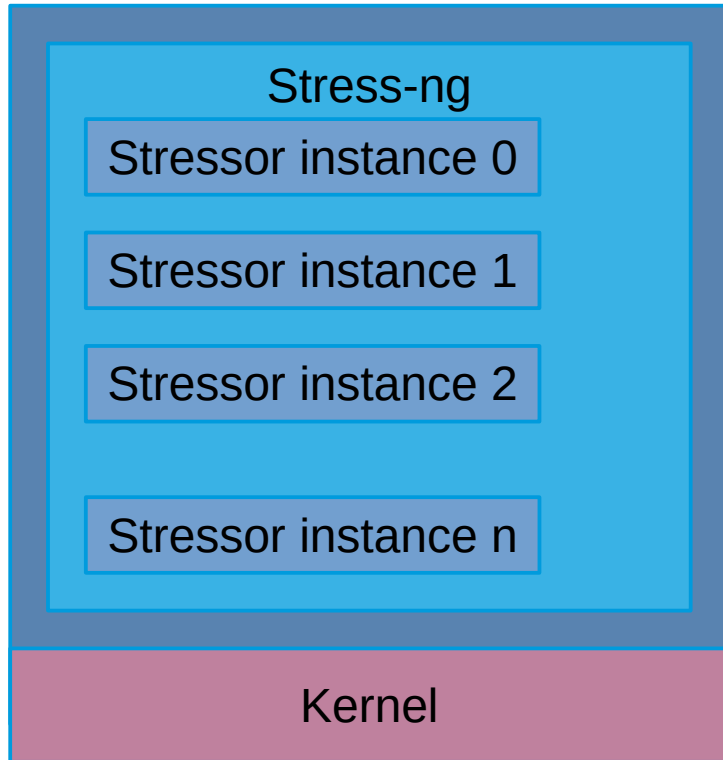 Stress-ng
Stressor instance 0
Stressor instance 1
Stressor instance 2
Stressor instance n
Kernel